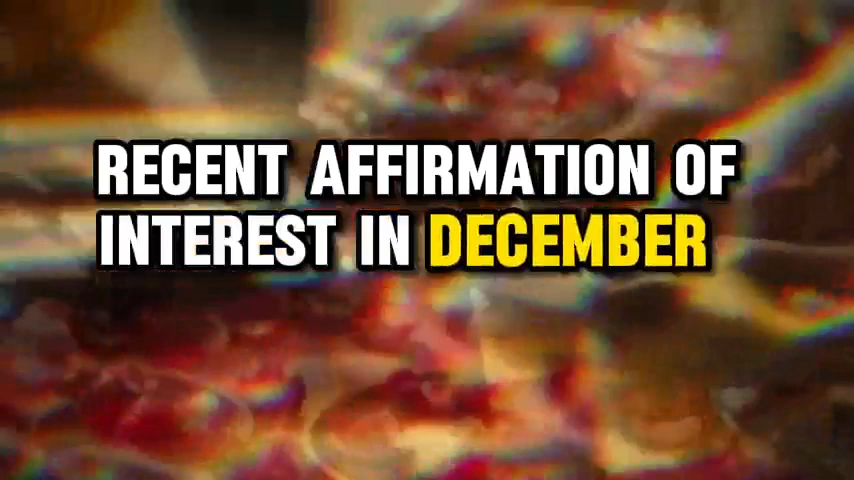 RECENT AFFIRMATION OF
INTEREST IN DECEMBER